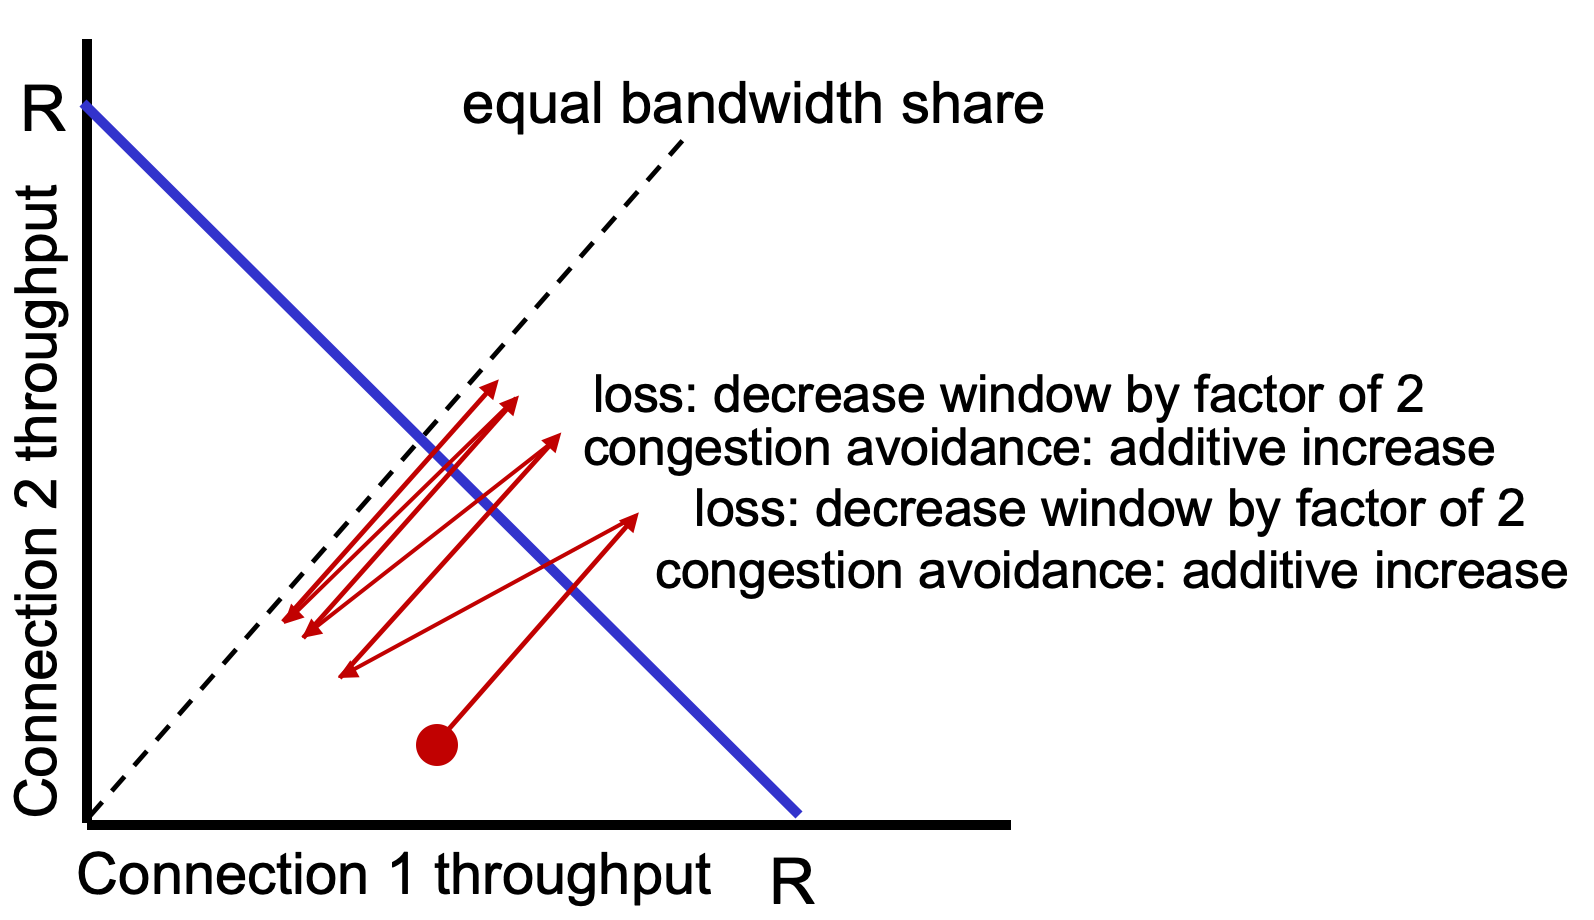 equal bandwidth share
R
Connection 2 throughput
loss: decrease window by factor of 2
congestion avoidance: additive increase
loss: decrease window by factor of 2
congestion avoidance: additive increase
Connection 1 throughput
R